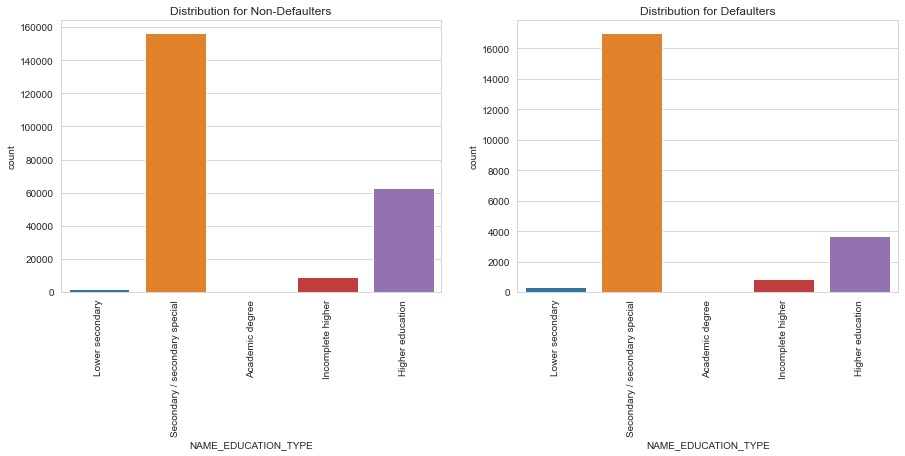 Distribution for Non-Defaulters
160000
140000
120000
100000
80000
60000
40000
20000
0
count
Lower secondary
Secondary / secondary special
Academic degree
Incomplete higher
Higher education
NAME_EDUCATION_TYPE
Distribution for Defaulters
16000
14000
12000
10000
8000
6000
4000
2000
0
count
Lower secondary
Secondary / secondary special
Academic degree
Incomplete higher
Higher education
NAME_EDUCATION_TYPE